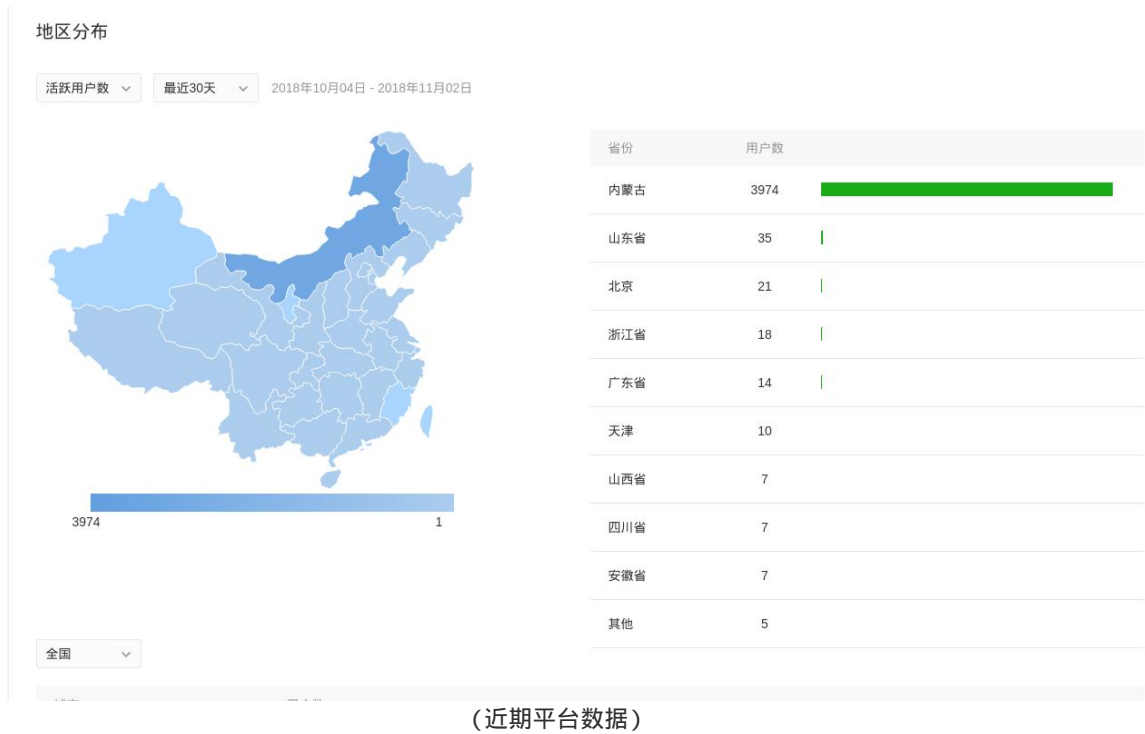 地区分布
活跃用户数 最近30天 2018年10月04日 - 2018年11月02日
省份 用户数
内蒙古 3974
山东省 35
北京 21
浙江省 18
广东省 14
天津 10
山西省 7
四川省 7
安徽省 7
其他 5
3974 1
全国
(近期平台数据)